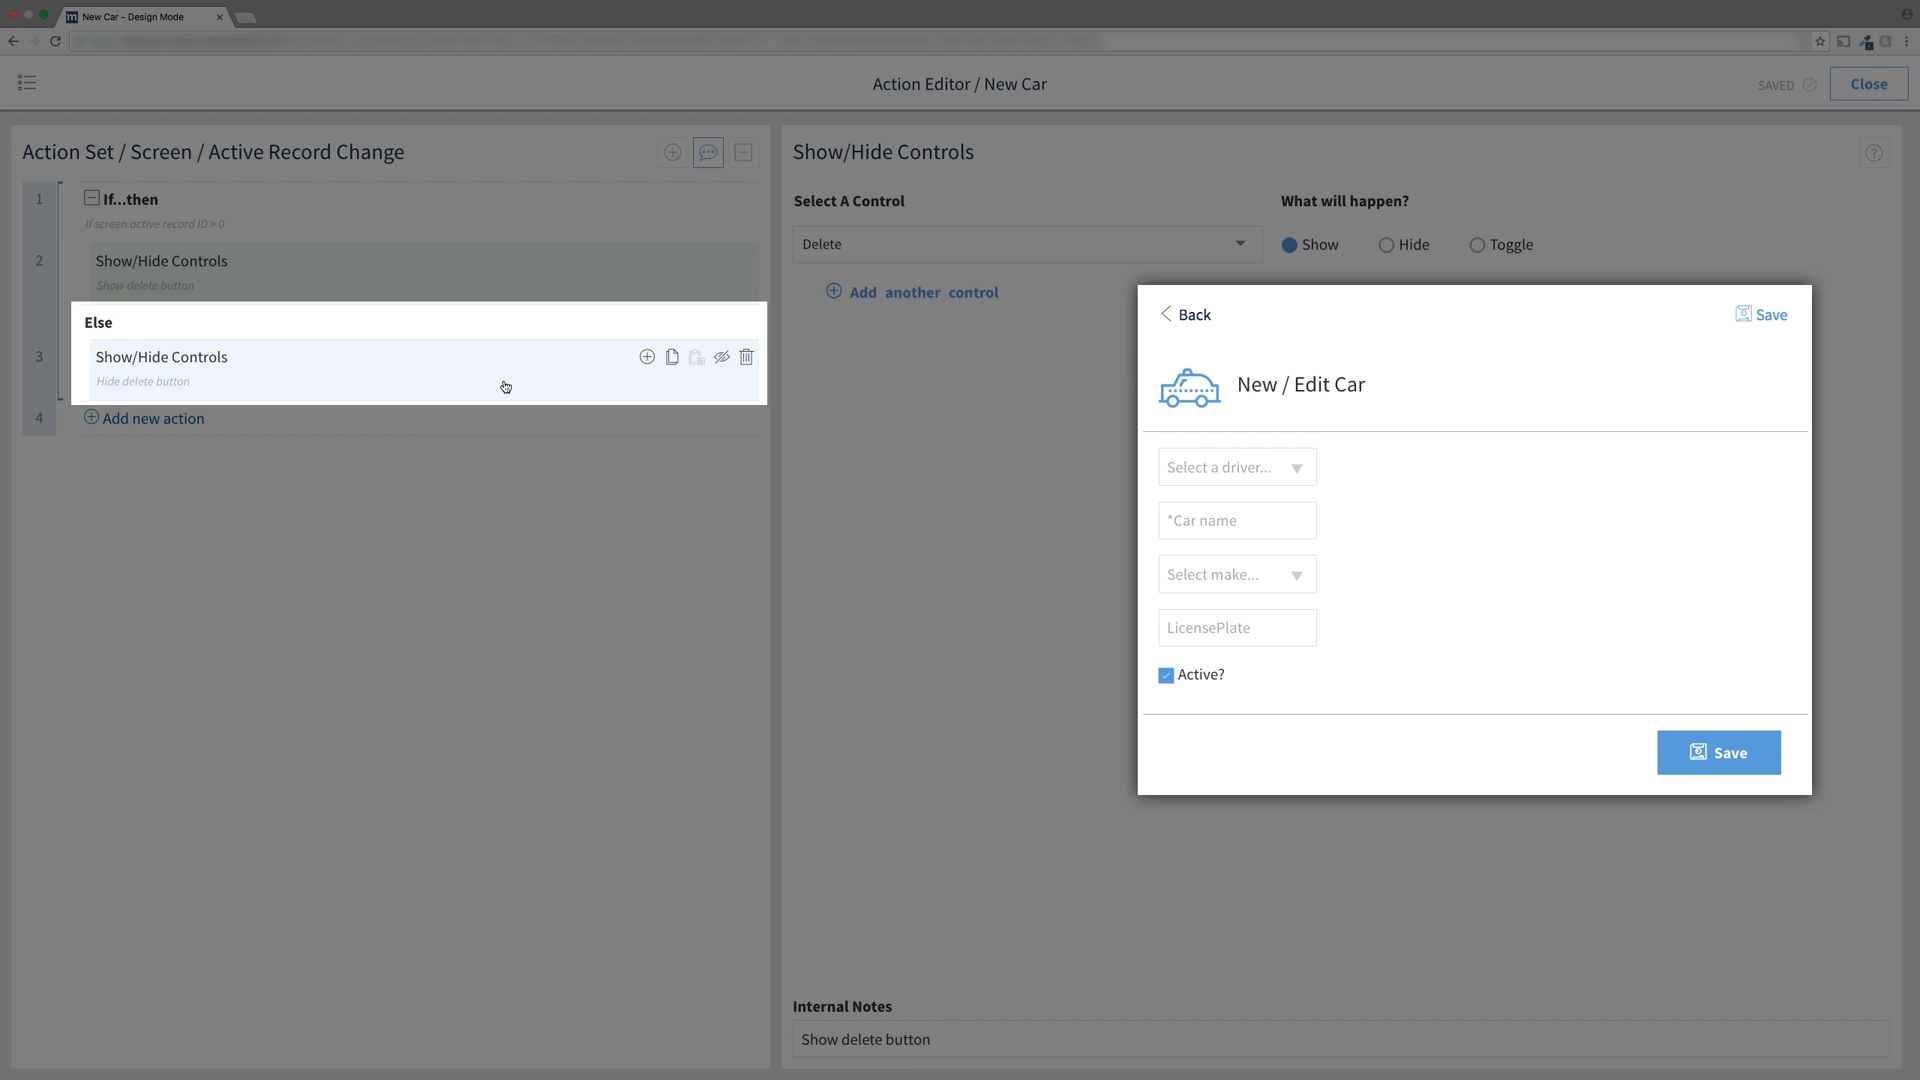 New Car - Design Mode
Action Editor / New Car
SAVED
Close
Action Set / Screen / Active Record Change
1
If...then
If screen active record ID > 0
2
Show/Hide Controls
Show delete button
Else
3
Show/Hide Controls
Hide delete button
4
Add new action
Show/Hide Controls
Select A Control
What will happen?
Delete
Show
Hide
Toggle
Add another control
Back
Save
New / Edit Car
Select a driver...
*Car name
Select make...
LicensePlate
Active?
Save
Internal Notes
Show delete button